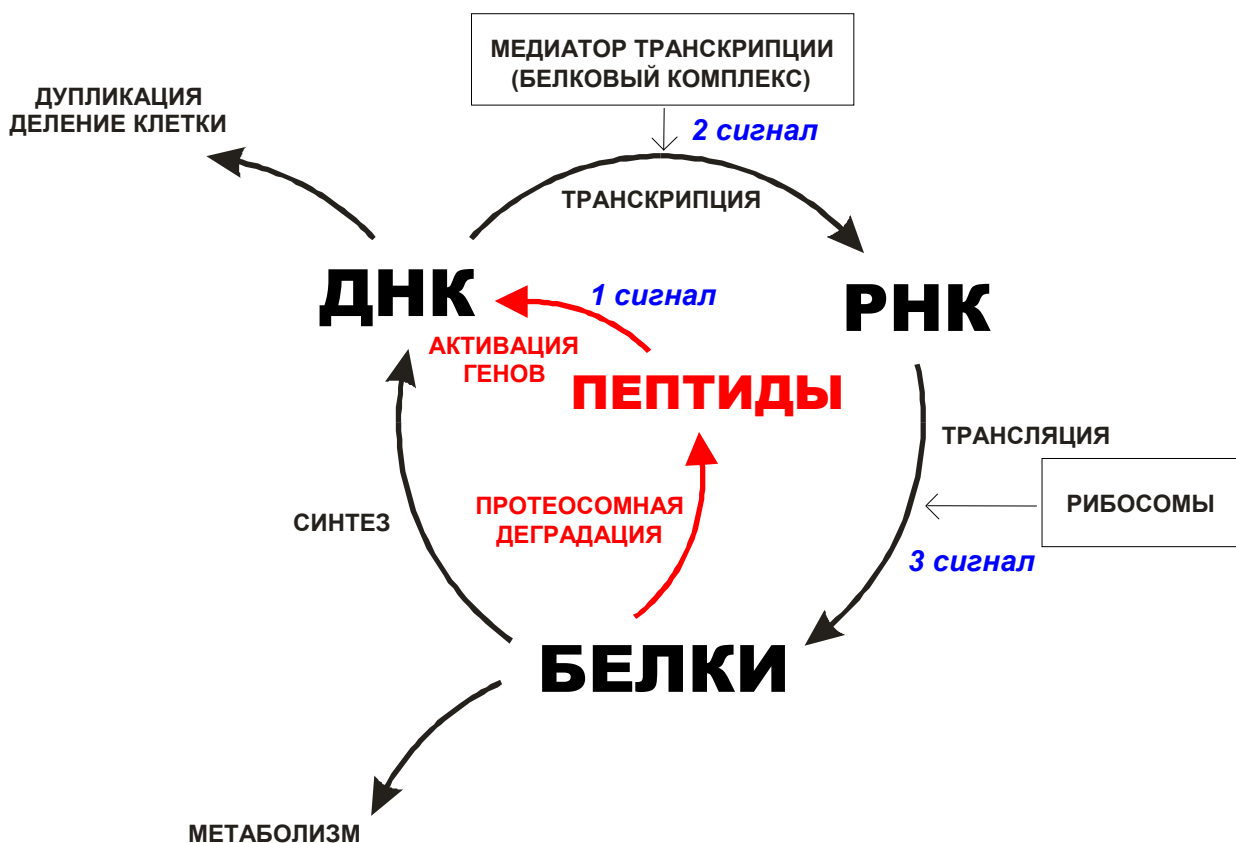 МЕДИАТОР ТРАНСКРИПЦИИ
(БЕЛКОВЫЙ КОМПЛЕКС)
ДУПЛИКАЦИЯ
ДЕЛЕНИЕ КЛЕТКИ
2 сигнал
ТРАНСКРИПЦИЯ
ДНК
1 сигнал
РНК
АКТИВАЦИЯ
ГЕНОВ
ПЕПТИДЫ
ТРАНСЛЯЦИЯ
СИНТЕЗ
ПРОТЕОСОМНАЯ
ДЕГРАДАЦИЯ
РИБОСОМЫ
3 сигнал
БЕЛКИ
МЕТАБОЛИЗМ